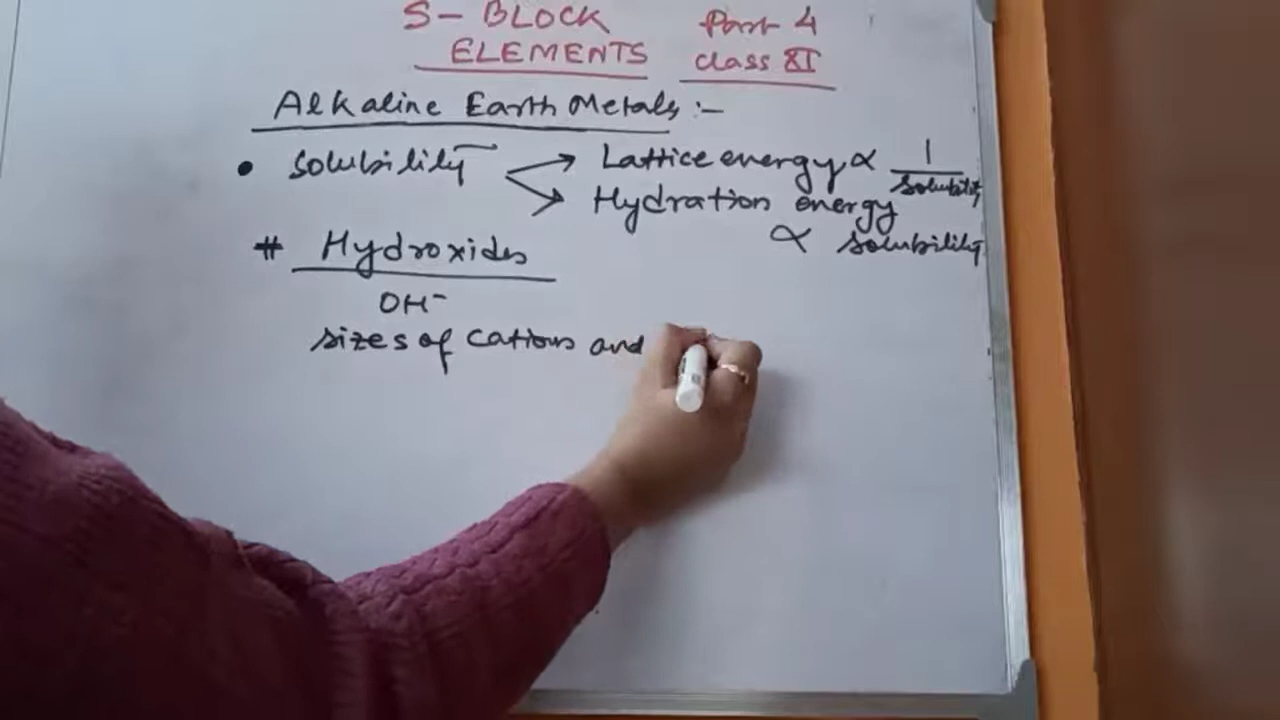 S- BLOCK Part 4
ELEMENTS class XI
Alkaline Earth Metals :-
• solubility Lattice energy ∝ 1/solubility
Hydration energy
∝ solubility
# Hydroxides
OH⁻
sizes of cations and